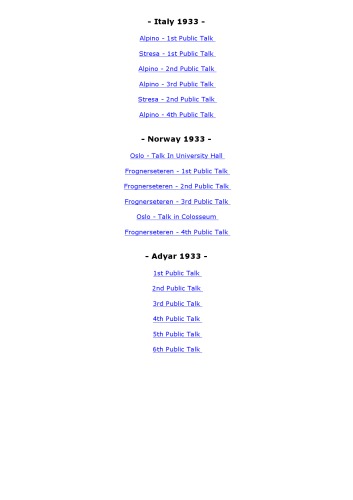 - Italy 1933 -
Alpino - 1st Public Talk
Stresa - 1st Public Talk
Alpino - 2nd Public Talk
Alpino - 3rd Public Talk
Stresa - 2nd Public Talk
Alpino - 4th Public Talk
- Norway 1933 -
Oslo - Talk In University Hall
Frognerseteren - 1st Public Talk
Frognerseteren - 2nd Public Talk
Frognerseteren - 3rd Public Talk
Oslo - Talk in Colosseum
Frognerseteren - 4th Public Talk
- Adyar 1933 -
1st Public Talk
2nd Public Talk
3rd Public Talk
4th Public Talk
5th Public Talk
6th Public Talk